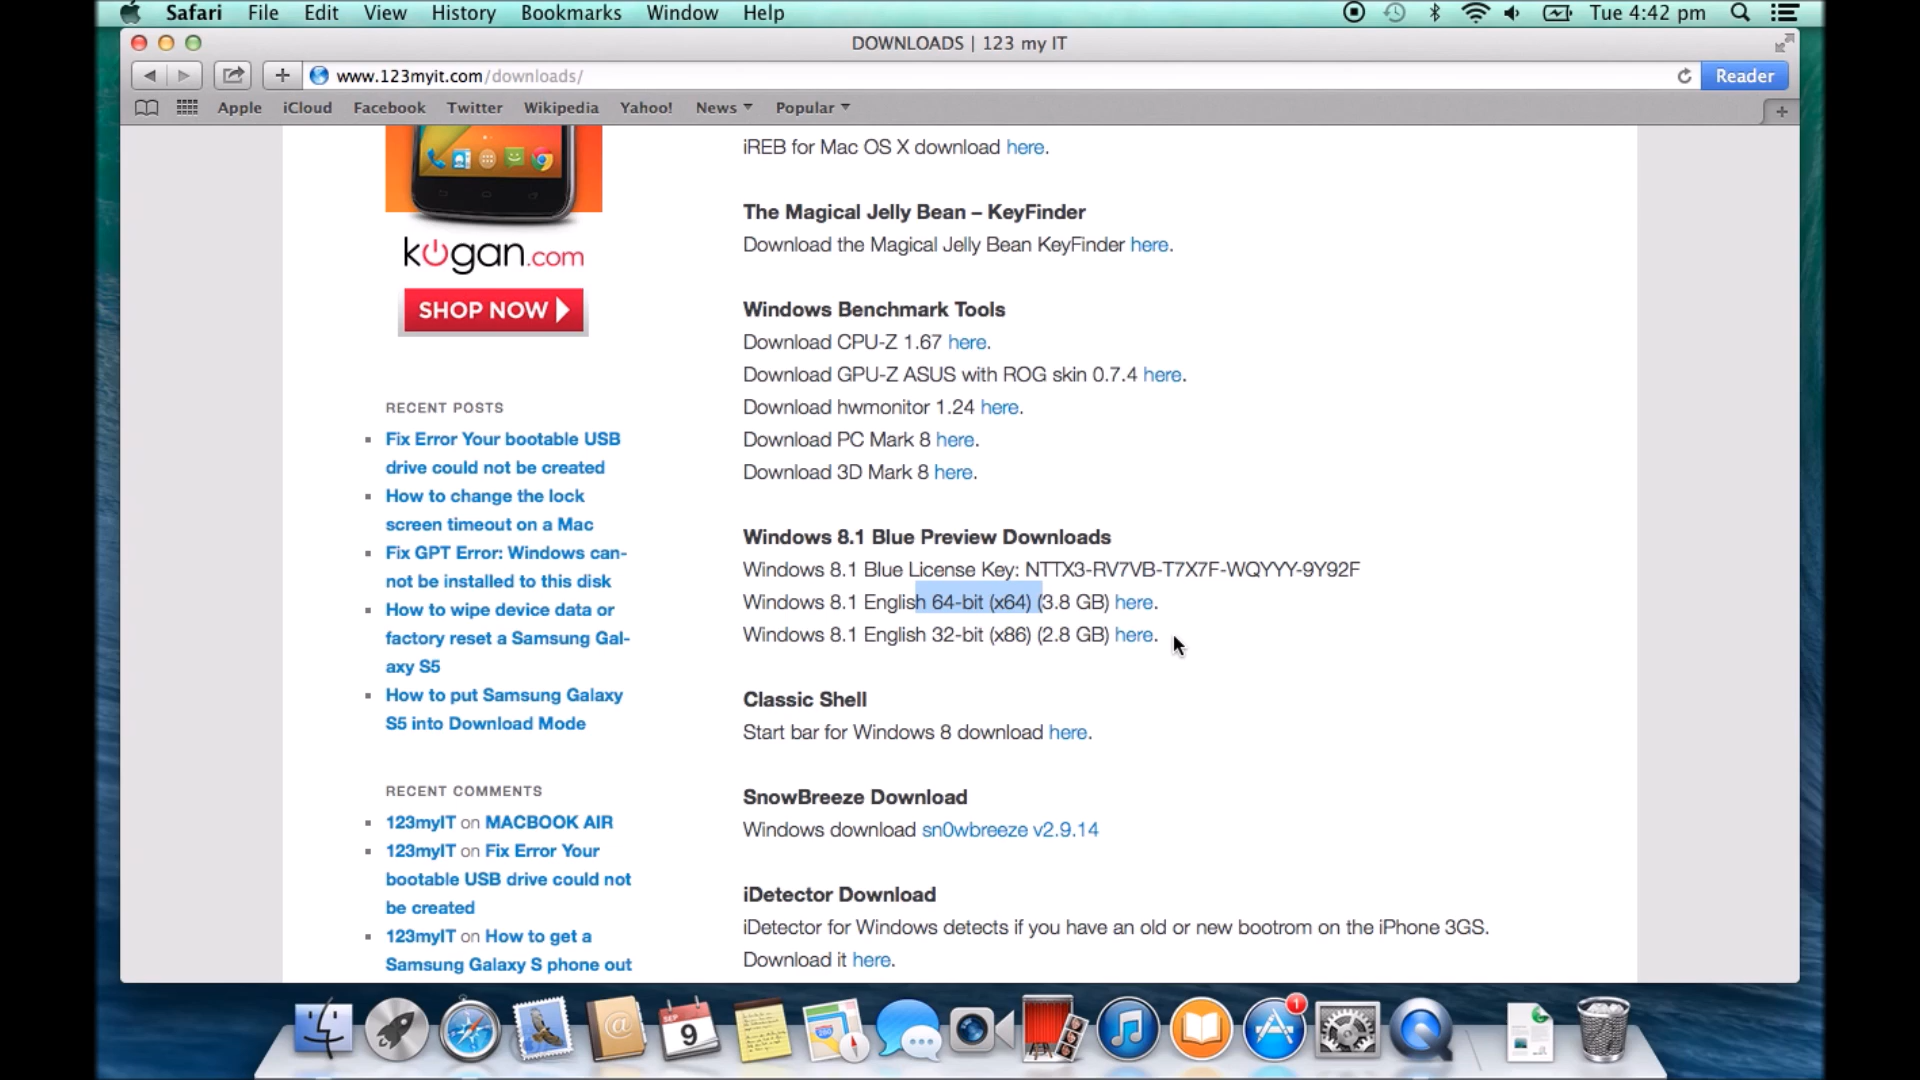 Safari File Edit View History Bookmarks Window Help Tue 4:42 pm
DOWNLOADS | 123 my IT
www.123myit.com/downloads/ Reader
Apple iCloud Facebook Twitter Wikipedia Yahoo! News Popular
kogan.com
SHOP NOW
RECENT POSTS
Fix Error Your bootable USB
drive could not be created
How to change the lock
screen timeout on a Mac
Fix GPT Error: Windows can-
not be installed to this disk
How to wipe device data or
factory reset a Samsung Gal-
axy S5
How to put Samsung Galaxy
S5 into Download Mode
RECENT COMMENTS
123myIT on MACBOOK AIR
123myIT on Fix Error Your
bootable USB drive could not
be created
123myIT on How to get a
Samsung Galaxy S phone out
iREB for Mac OS X download here.
The Magical Jelly Bean – KeyFinder
Download the Magical Jelly Bean KeyFinder here.
Windows Benchmark Tools
Download CPU-Z 1.67 here.
Download GPU-Z ASUS with ROG skin 0.7.4 here.
Download hwmonitor 1.24 here.
Download PC Mark 8 here.
Download 3D Mark 8 here.
Windows 8.1 Blue Preview Downloads
Windows 8.1 Blue License Key: NTTX3-RV7VB-T7X7F-WQYYY-9Y92F
Windows 8.1 English 64-bit (x64) (3.8 GB) here.
Windows 8.1 English 32-bit (x86) (2.8 GB) here.
Classic Shell
Start bar for Windows 8 download here.
SnowBreeze Download
Windows download sn0wbreeze v2.9.14
iDetector Download
iDetector for Windows detects if you have an old or new bootrom on the iPhone 3GS.
Download it here.
SEP
9
1